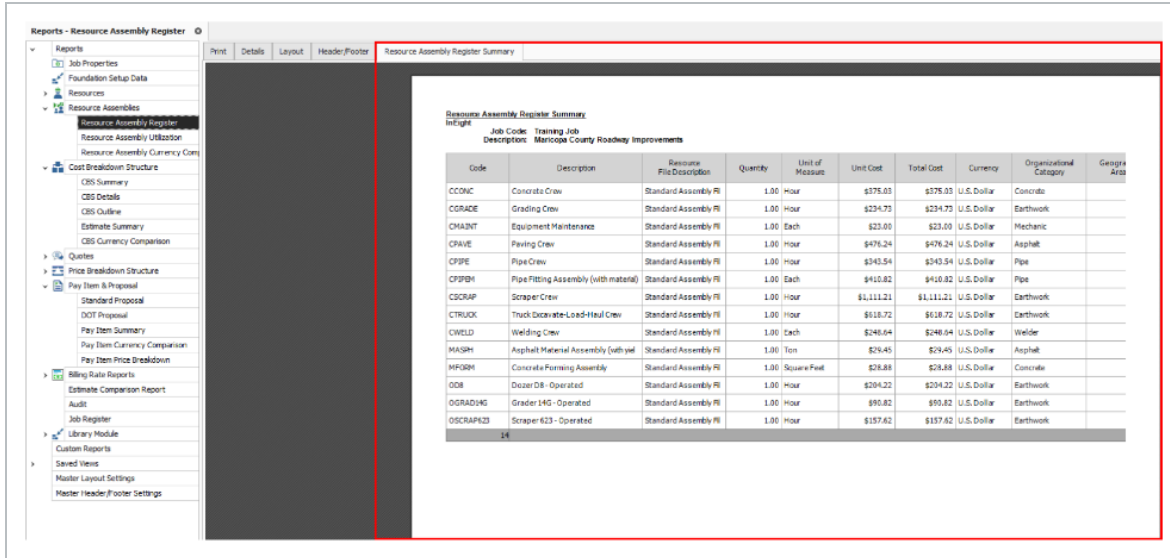 Reports - Resource Assembly Register
Reports
Job Properties
Foundation Setup Data
Resources
Resource Assemblies
Resource Assembly Register
Resource Assembly Utilization
Resource Assembly Currency Comp
Cost Breakdown Structure
CBS Summary
CBS Details
CBS Outline
Estimate Summary
CBS Currency Comparison
Quotes
Price Breakdown Structure
Pay Item & Proposal
Standard Proposal
DOT Proposal
Pay Item Summary
Pay Item Currency Comparison
Pay Item Price Breakdown
Billing Rate Reports
Estimate Comparison Report
Audit
Job Register
Library Module
Custom Reports
Saved Views
Master Layout Settings
Master Header/Footer Settings
Print Details Layout Header/Footer Resource Assembly Register Summary
Resource Assembly Register Summary
InEight
Job Code: Training Job
Description: Maricopa County Roadway Improvements
Code Description Resource File Description Quantity Unit of Measure Unit Cost Total Cost Currency Organizational Category Geogra Area
CCONC Concrete Crew Standard Assembly Fil 1.00 Hour $375.03 $375.03 U.S. Dollar Concrete
CGRADE Grading Crew Standard Assembly Fil 1.00 Hour $234.73 $234.73 U.S. Dollar Earthwork
CMAINT Equipment Maintenance Standard Assembly Fil 1.00 Each $23.00 $23.00 U.S. Dollar Mechanic
CPAVE Paving Crew Standard Assembly Fil 1.00 Hour $476.24 $476.24 U.S. Dollar Asphalt
CPIPE Pipe Crew Standard Assembly Fil 1.00 Hour $343.54 $343.54 U.S. Dollar Pipe
CPIPEM Pipe Fitting Assembly (with material) Standard Assembly Fil 1.00 Each $410.82 $410.82 U.S. Dollar Pipe
CSCRAP Scraper Crew Standard Assembly Fil 1.00 Hour $1,111.21 $1,111.21 U.S. Dollar Earthwork
CTRUCK Truck Excavate-Load-Haul Crew Standard Assembly Fil 1.00 Hour $618.72 $618.72 U.S. Dollar Earthwork
CWELD Welding Crew Standard Assembly Fil 1.00 Each $248.64 $248.64 U.S. Dollar Welder
MASPH Asphalt Material Assembly (with yiel Standard Assembly Fil 1.00 Ton $29.45 $29.45 U.S. Dollar Asphalt
MFORM Concrete Forming Assembly Standard Assembly Fil 1.00 Square Feet $28.88 $28.88 U.S. Dollar Concrete
OD8 Dozer D8 - Operated Standard Assembly Fil 1.00 Hour $204.22 $204.22 U.S. Dollar Earthwork
OGRAD14G Grader 14G - Operated Standard Assembly Fil 1.00 Hour $90.82 $90.82 U.S. Dollar Earthwork
OSCRAP623 Scraper 623 - Operated Standard Assembly Fil 1.00 Hour $157.62 $157.62 U.S. Dollar Earthwork
14